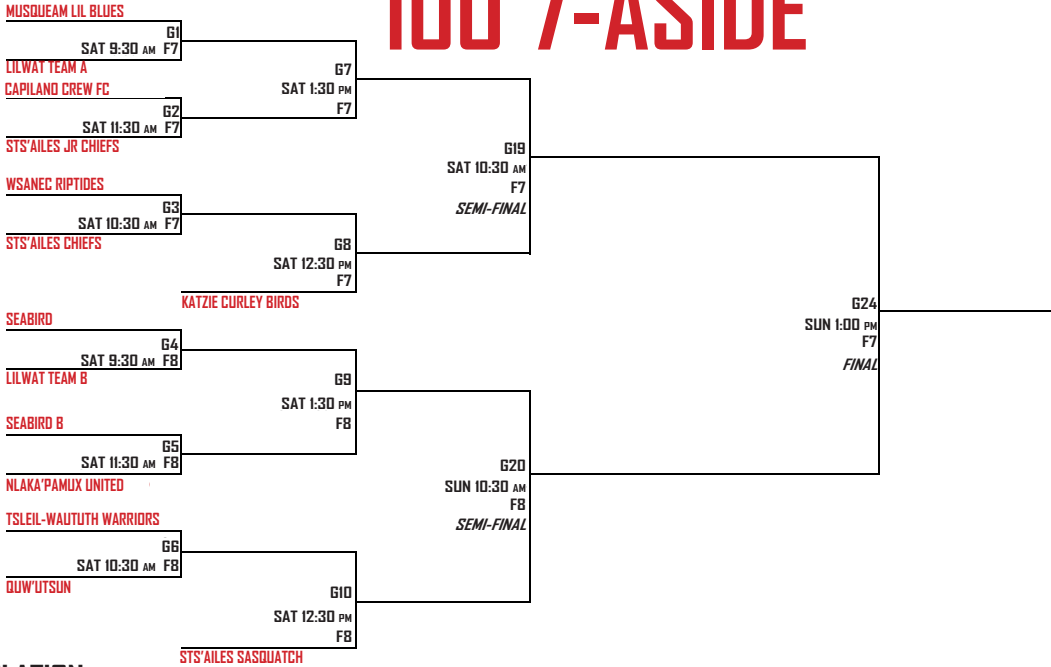 100 7-ASIDE
MUSQUEAM LIL BLUES
G1
SAT 9:30 AM F7
LILWAT TEAM A
CAPILANO CREW FC
G2
SAT 11:30 AM F7
STS'AILES JR CHIEFS
G7
SAT 1:30 PM
F7
WSANEC RIPTIDES
G3
SAT 10:30 AM F7
STS'AILES CHIEFS
G8
SAT 12:30 PM
F7
KATZIE CURLEY BIRDS
G19
SAT 10:30 AM
F7
SEMI-FINAL
SEABIRD
G4
SAT 9:30 AM F8
LILWAT TEAM B
SEABIRD B
G5
SAT 11:30 AM F8
NLAKA'PAMUX UNITED
G9
SAT 1:30 PM
F8
TSLEIL-WAUTUTH WARRIORS
G6
SAT 10:30 AM F8
QUW'UTSUN
G10
SAT 12:30 PM
F8
STS'AILES SASQUATCH
G20
SUN 10:30 AM
F8
SEMI-FINAL
G24
SUN 1:00 PM
F7
FINAL